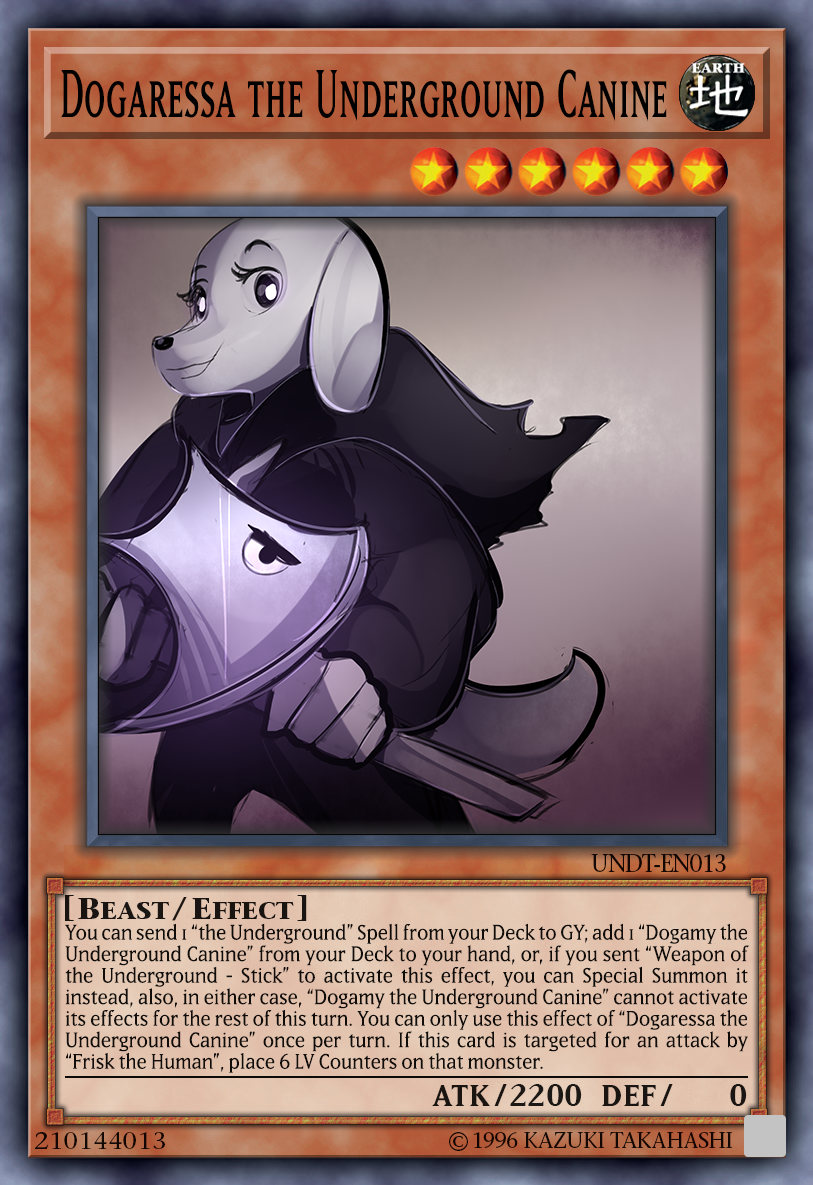 Dogaressa the Underground Canine
EARTH
地
UNDT-EN013
[ Beast / Effect ]
You can send 1 “the Underground” Spell from your Deck to GY; add 1 “Dogamy the
Underground Canine” from your Deck to your hand, or, if you sent “Weapon of
the Underground - Stick” to activate this effect, you can Special Summon it
instead, also, in either case, “Dogamy the Underground Canine” cannot activate
its effects for the rest of this turn. You can only use this effect of “Dogaressa the
Underground Canine” once per turn. If this card is targeted for an attack by
“Frisk the Human”, place 6 LV Counters on that monster.
ATK / 2200 DEF / 0
210144013
© 1996 KAZUKI TAKAHASHI